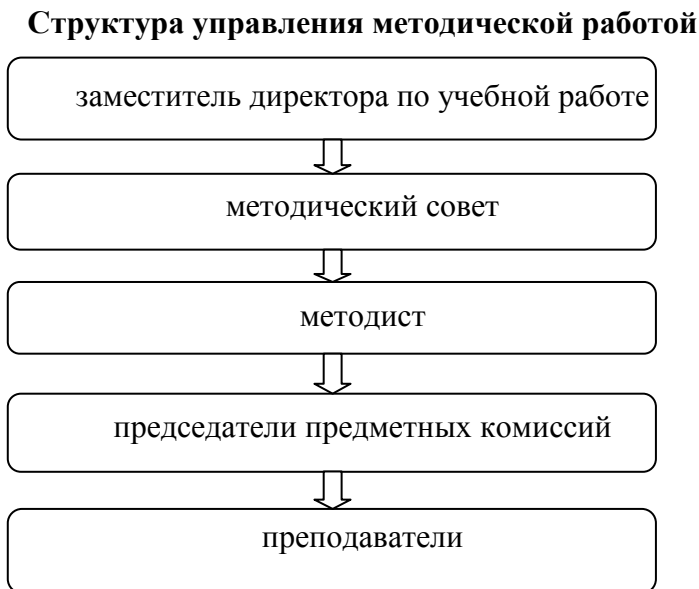 Структура управления методической работой
заместитель директора по учебной работе
методический совет
методист
председатели предметных комиссий
преподаватели